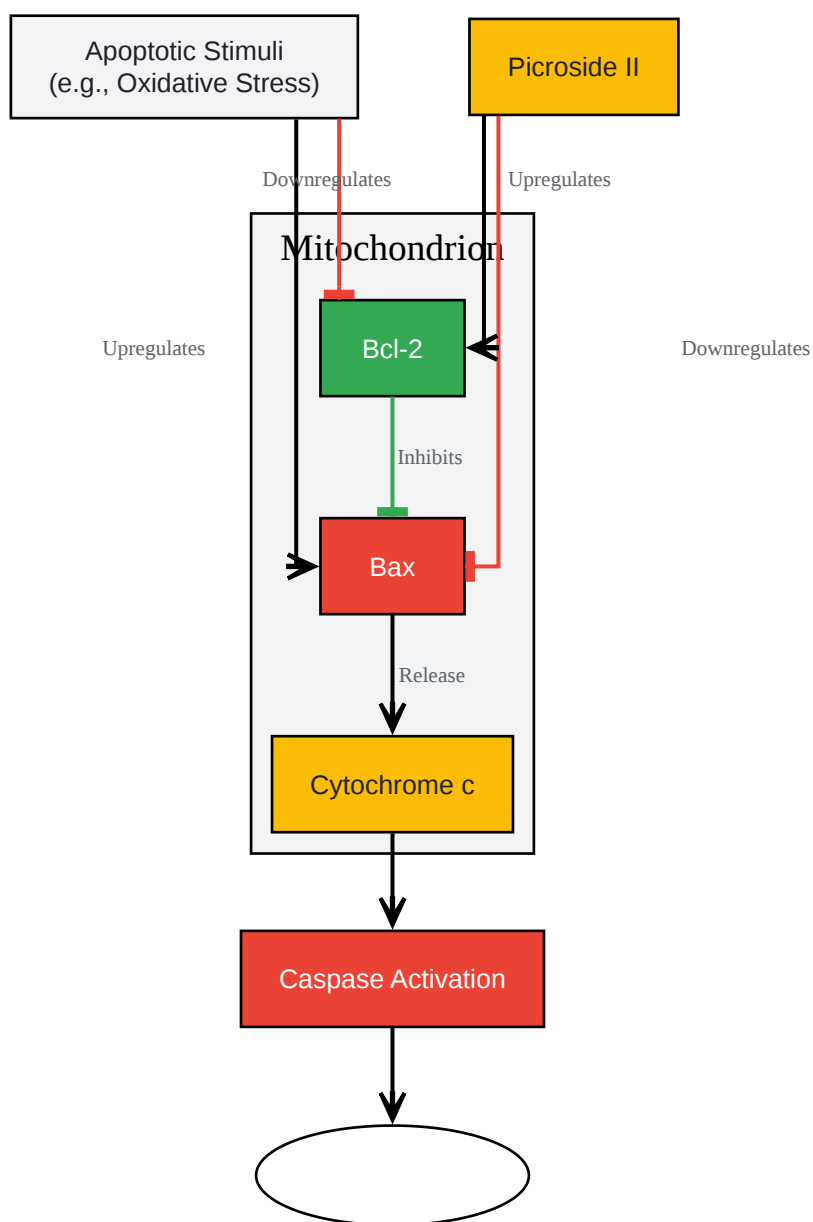 Apoptotic Stimuli
(e.g., Oxidative Stress)
Picroside II
Downregulates
Upregulates
Mitochondrion
Upregulates
Bcl-2
Downregulates
Inhibits
Bax
Release
Cytochrome c
Caspase Activation